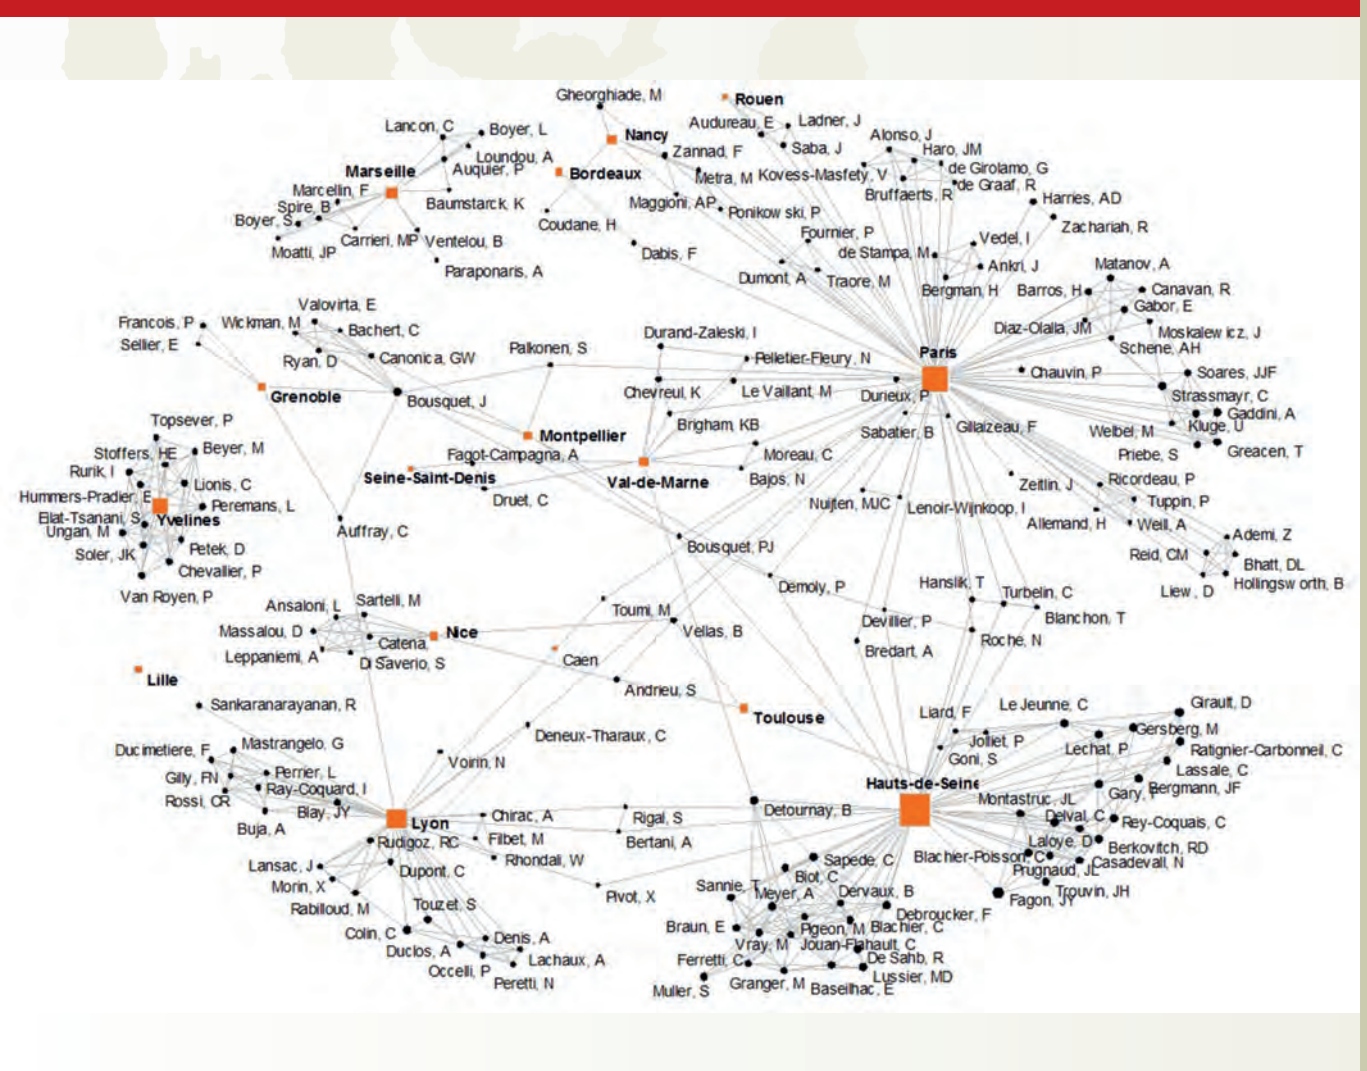 Gheorghiade, M
Rouen
Audureau, E
Ladner, J
Lancon, C
Boyer, L
Nancy
Alonso, J
Loundou, A
Zannad, F
Saba, J
Haro, JM
Marseille
Auquier, P
Bordeaux
Metra, M
Kovess-Masfety, V
de Girolamo, G
de Graaf, R
Marcellin, F
Bruffaerts, R
Spire, B
Baumstarck, K
Maggioni, AP
Ponikowski, P
Harries, AD
Boyer, S
Coudane, H
Zachariah, R
Carrieri, MP
Ventelou, B
Fournier, P
Vedel, I
Moatti, JP
Dabis, F
de Stampa, M
Paraponaris, A
Dumont, A
Traore, M
Ankri, J
Matanov, A
Bergman, H
Barros, H
Canavan, R
Valovirta, E
Gabor, E
Francois, P
Wickman, M
Bachert, C
Durand-Zaleski, I
Diaz-Olalla, JM
Moskalewicz, J
Sellier, E
Ryan, D
Canonica, GW
Palkonen, S
Pelletier-Fleury, N
Paris
Schene, AH
Chauvin, P
Soares, JJF
Grenoble
Bousquet, J
Chevreul, K
Le Vaillant, M
Durieux, P
Strassmayr, C
Gaddini, A
Topsever, P
Brigham, KB
Sabatier, B
Gillaizeau, F
Welbel, M
Kluge, U
Montpellier
Stoffers, HE
Beyer, M
Fagot-Campagna, A
Moreau, C
Priebe, S
Greacen, T
Rurik, I
Lionis, C
Seine-Saint-Denis
Val-de-Marne
Bajos, N
Zeitlin, J
Ricordeau, P
Hummers-Pradier, E
Peremans, L
Druet, C
Nuijten, MJC
Lenoir-Wijnkoop, I
Tuppin, P
Eilat-Tsanani, S
Yvelines
Allemand, H
Weill, A
Ungan, M
Auffray, C
Ademi, Z
Soler, JK
Petek, D
Bousquet, PJ
Reid, CM
Chevallier, P
Bhatt, DL
Van Royen, P
Demoly, P
Hanslik, T
Turbelin, C
Liew, D
Hollingsworth, B
Ansaloni, L
Sartelli, M
Toumi, M
Devillier, P
Blanchon, T
Massalou, D
Catena,
Nice
Vellas, B
Roche, N
Leppaniemi, A
Di Saverio, S
Caen
Bredart, A
Lille
Andrieu, S
Sankaranarayanan, R
Toulouse
Liard, F
Le Jeunne, C
Girault, D
Ducimetiere, F
Mastrangelo, G
Deneux-Tharaux, C
Jolliet, P
Lechat, P
Gersberg, M
Voirin, N
Goni, S
Ratignier-Carbonneil, C
Gilly, FN
Perrier, L
Hauts-de-Seine
Lassale, C
Rossi, CR
Ray-Coquard, I
Gary, F
Bergmann, JF
Blay, JY
Montastruc, JL
Buja, A
Lyon
Chirac, A
Rigal, S
Detournay, B
Delval, C
Rey-Coquais, C
Rudigoz, RC
Filbet, M
Bertani, A
Laloye, D
Berkovitch, RD
Rhondali, W
Sapede, C
Blachier-Poisson, C
Casadevall, N
Lansac, J
Dupont, C
Biot, C
Prugnaud, JL
Morin, X
Sannie, T
Meyer, A
Dervaux, B
Trouvin, JH
Rabilloud, M
Touzet, S
Pivot, X
Debroucker, F
Fagon, JY
Colin, C
Braun, E
Pigeon, M
Blachier, C
Duclos, A
Denis, A
Vray, M
Jouan-Flahault, C
Lachaux, A
Ferretti, C
De Sahb, R
Occelli, P
Peretti, N
Muller, S
Granger, M
Baseilhac, E
Lussier, MD